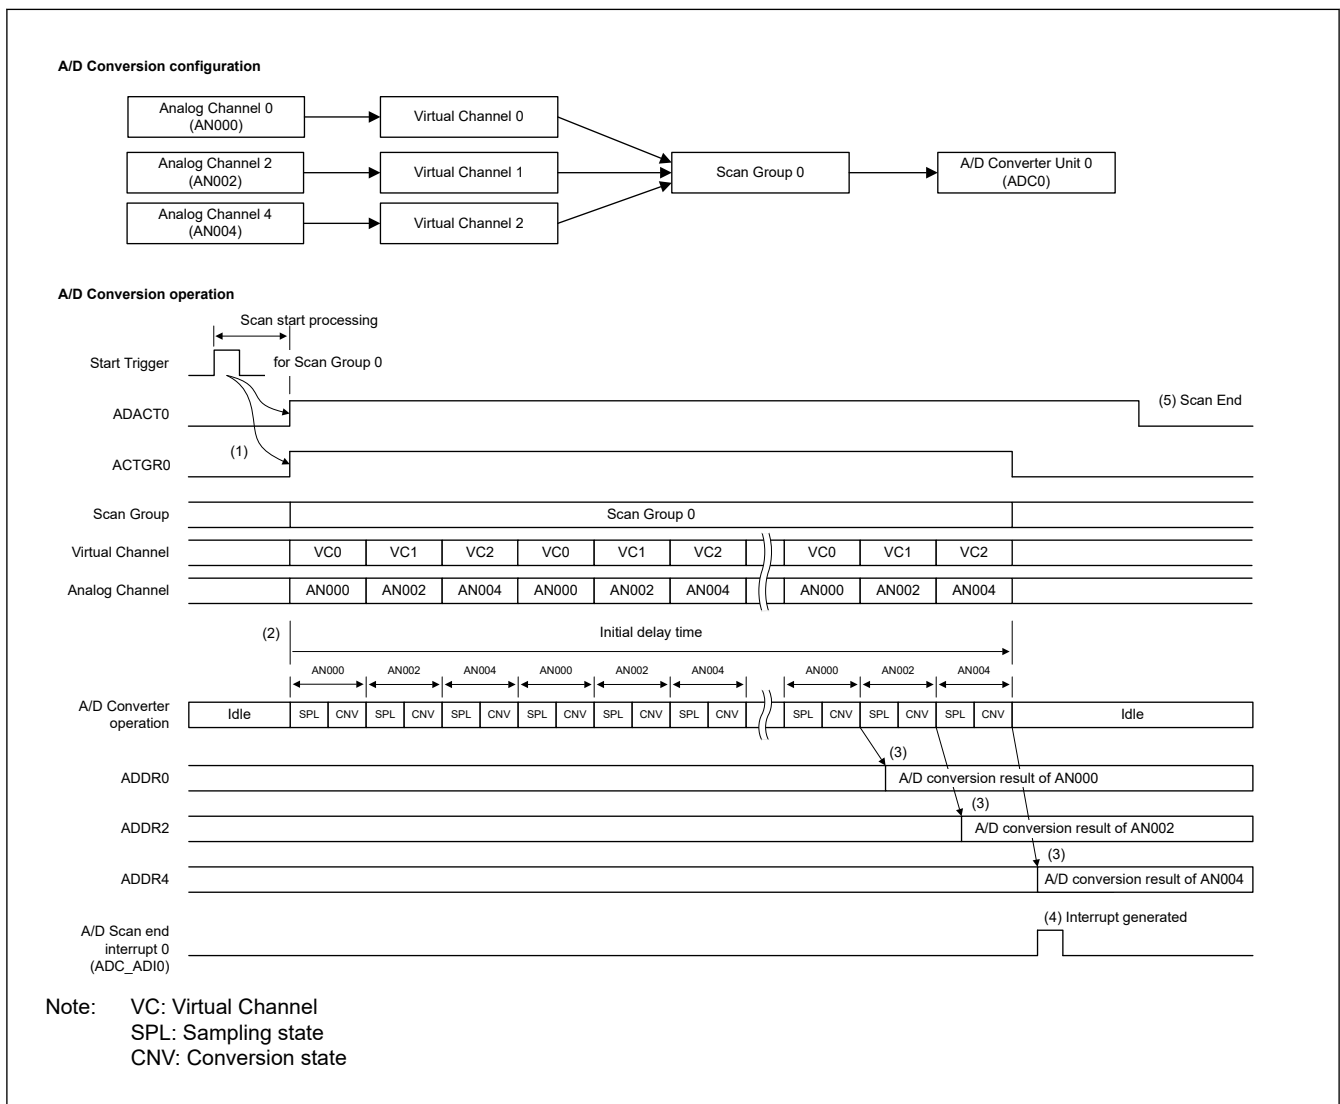 A/D Conversion configuration
Analog Channel 0
(AN000)
Virtual Channel 0
Analog Channel 2
(AN002)
Virtual Channel 1
Scan Group 0
A/D Converter Unit 0
(ADC0)
Analog Channel 4
(AN004)
Virtual Channel 2
A/D Conversion operation
Scan start processing
Start Trigger
for Scan Group 0
ADACT0
(5) Scan End
(1)
ACTGR0
Scan Group
Scan Group 0
Virtual Channel
VC0 VC1 VC2 VC0 VC1 VC2 VC0 VC1 VC2
Analog Channel
AN000 AN002 AN004 AN000 AN002 AN004 AN000 AN002 AN004
(2)
Initial delay time
AN000 AN002 AN004 AN000 AN002 AN004 AN000 AN002 AN004
A/D Converter
operation
Idle SPL CNV SPL CNV SPL CNV SPL CNV SPL CNV SPL CNV SPL CNV SPL CNV SPL CNV Idle
(3)
ADDR0
A/D conversion result of AN000
(3)
ADDR2
A/D conversion result of AN002
(3)
ADDR4
A/D conversion result of AN004
(4) Interrupt generated
A/D Scan end
interrupt 0
(ADC_ADI0)
Note: VC: Virtual Channel
SPL: Sampling state
CNV: Conversion state